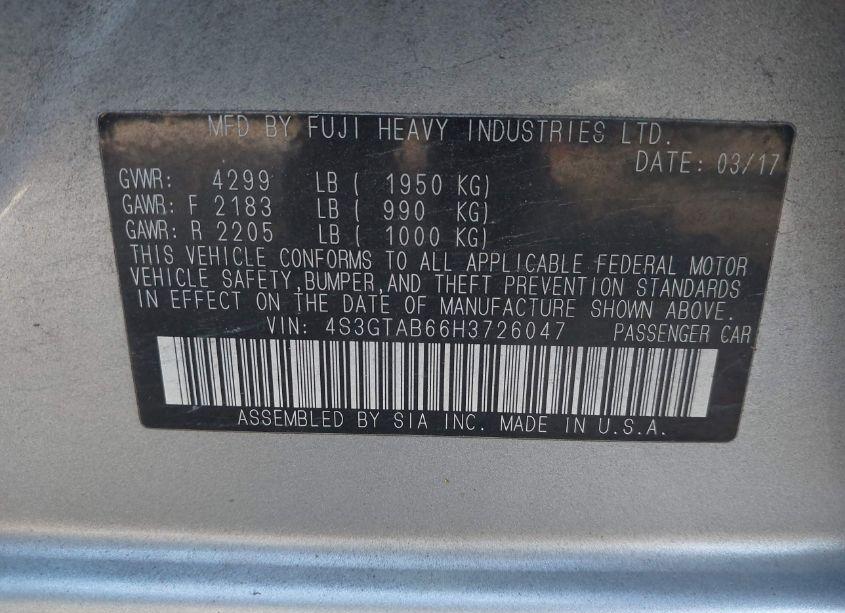 MFD BY FUJI HEAVY INDUSTRIES LTD.
DATE: 03/17
GVWR: 4299 LB ( 1950 KG)
GAWR: F 2183 LB ( 990 KG)
GAWR: R 2205 LB ( 1000 KG)
THIS VEHICLE CONFORMS TO ALL APPLICABLE FEDERAL MOTOR
VEHICLE SAFETY,BUMPER,AND THEFT PREVENTION STANDARDS
IN EFFECT ON THE DATE OF MANUFACTURE SHOWN ABOVE.
VIN: 4S3GTAB66H3726047 PASSENGER CAR
ASSEMBLED BY SIA INC. MADE IN U.S.A.